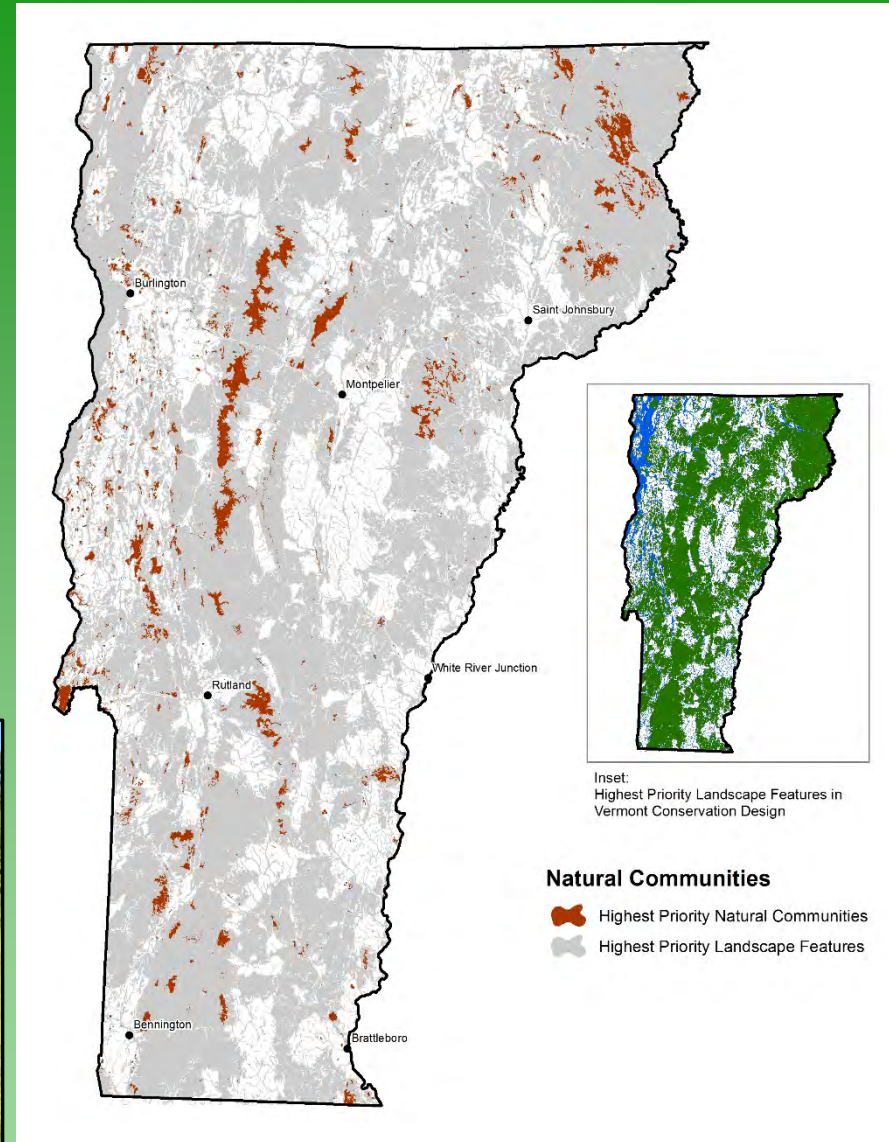 Burlington
Saint Johnsbury
Montpelier
White River Junction
Rutland
Bennington
Brattleboro
Inset:
Highest Priority Landscape Features in
Vermont Conservation Design
Natural Communities
Highest Priority Natural Communities
Highest Priority Landscape Features